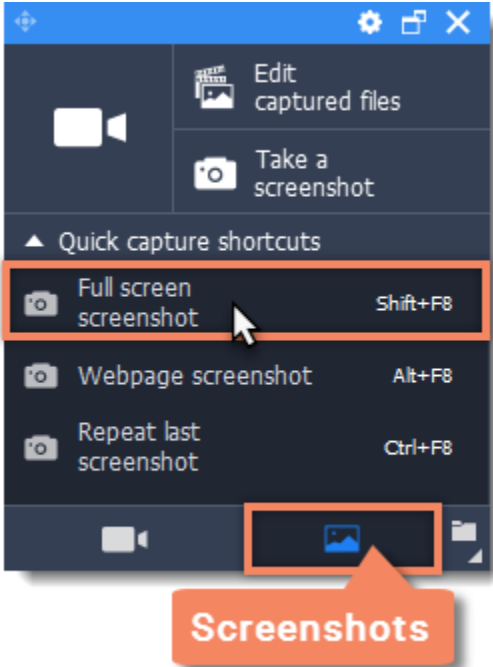 Edit
captured files
Take a
screenshot
Quick capture shortcuts
Full screen
screenshot
Shift+F8
Webpage screenshot
Alt+F8
Repeat last
screenshot
Ctrl+F8
Screenshots